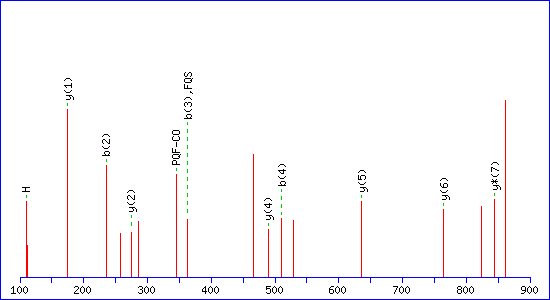 H
y(1)
b(2)
y(2)
PQF-CO
b(3),FQS
y(4)
b(4)
y(5)
y(6)
y*(7)
100 200 300 400 500 600 700 800 900